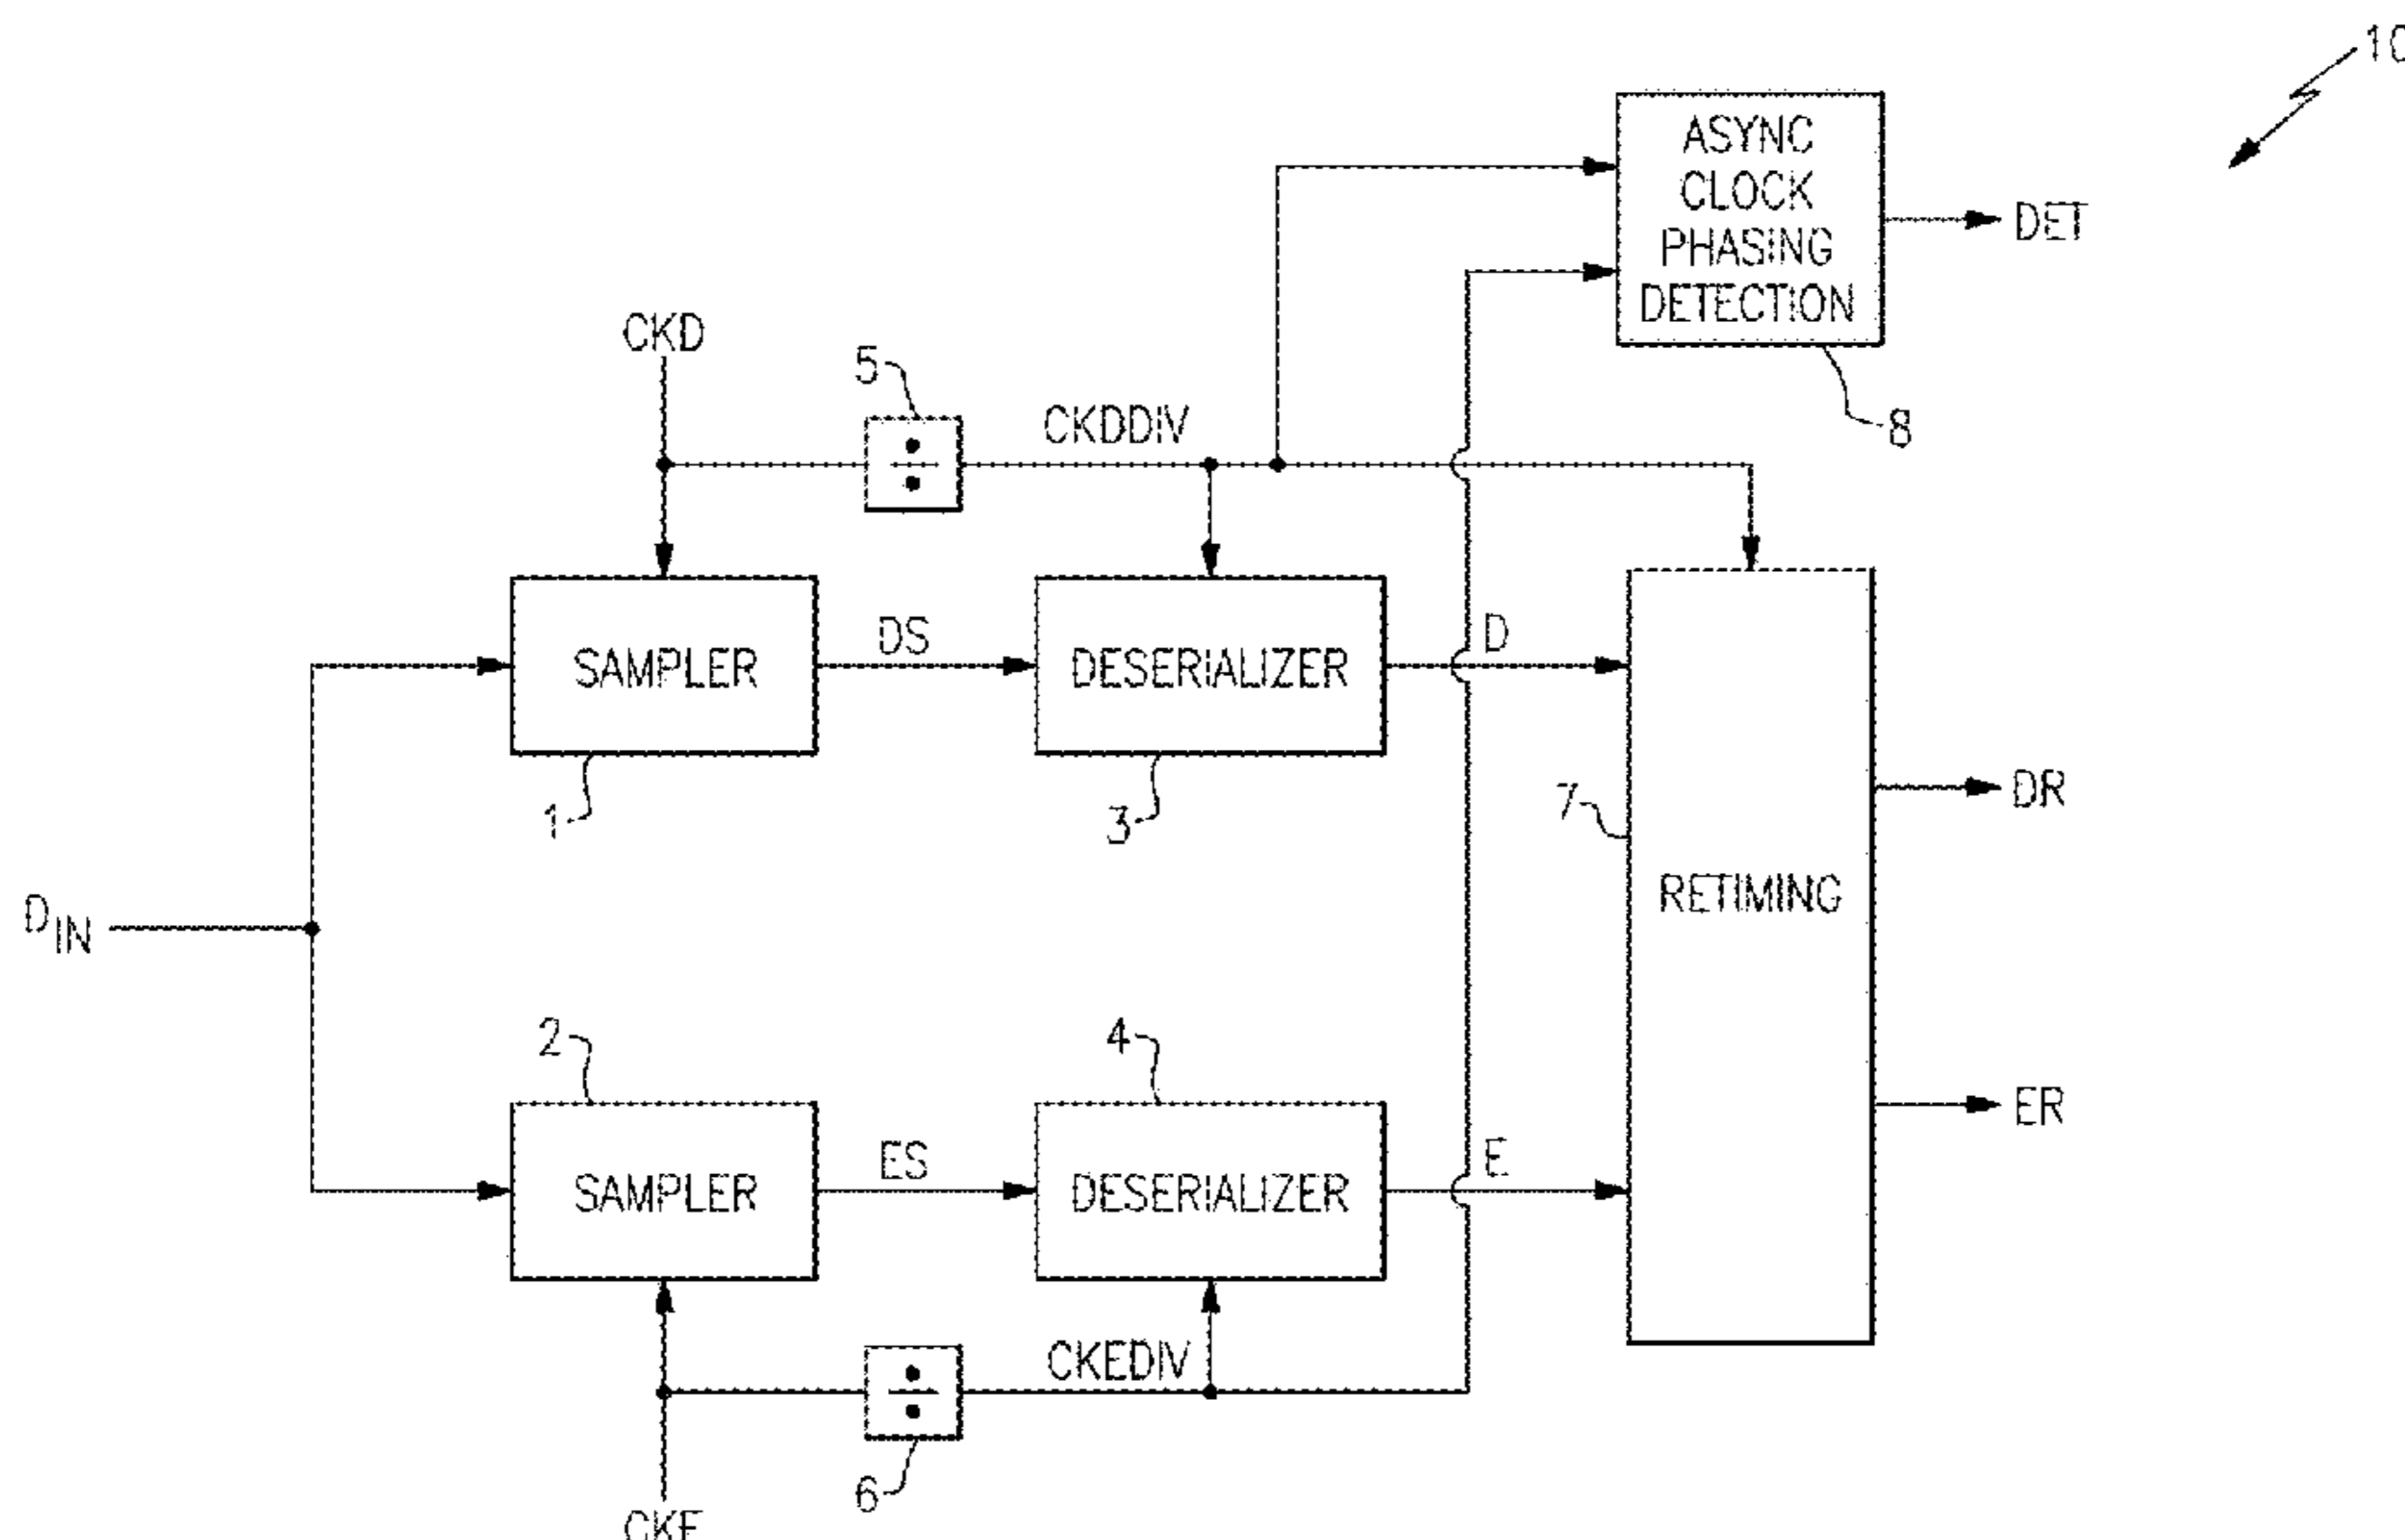 10
ASYNC
CLOCK
PHASING
DETECTION
DET
CKD
5
CKDDIV
8
SAMPLER
DS
DESERIALIZER
D
1
3
7
DR
RETIMING
DIN
2
4
ER
SAMPLER
ES
DESERIALIZER
E
CKEDIV
6
CKE